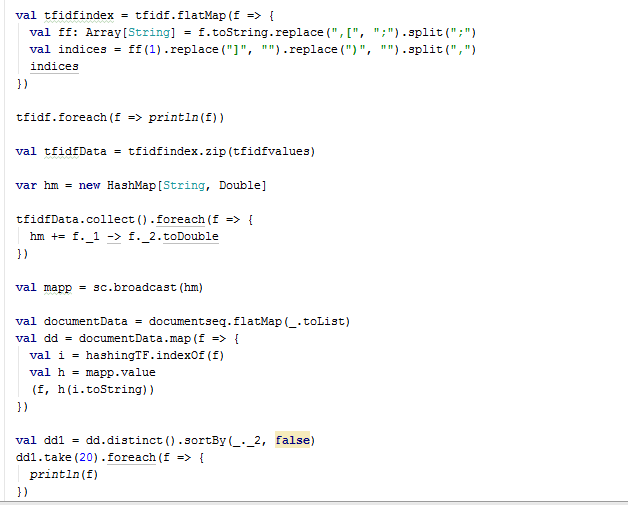 val tfidfindex = tfidf.flatMap(f => {
  val ff: Array[String] = f.toString.replace(",[", ";").split(";")
  val indices = ff(1).replace("]", "").replace(")", "").split(",")
  indices
})

tfidf.foreach(f => println(f))

val tfidfData = tfidfindex.zip(tfidfvalues)

var hm = new HashMap[String, Double]

tfidfData.collect().foreach(f => {
  hm += f._1 -> f._2.toDouble
})

val mapp = sc.broadcast(hm)

val documentData = documentseq.flatMap(_.toList)
val dd = documentData.map(f => {
  val i = hashingTF.indexOf(f)
  val h = mapp.value
  (f, h(i.toString))
})

val dd1 = dd.distinct().sortBy(_._2, false)
dd1.take(20).foreach(f => {
  println(f)
})